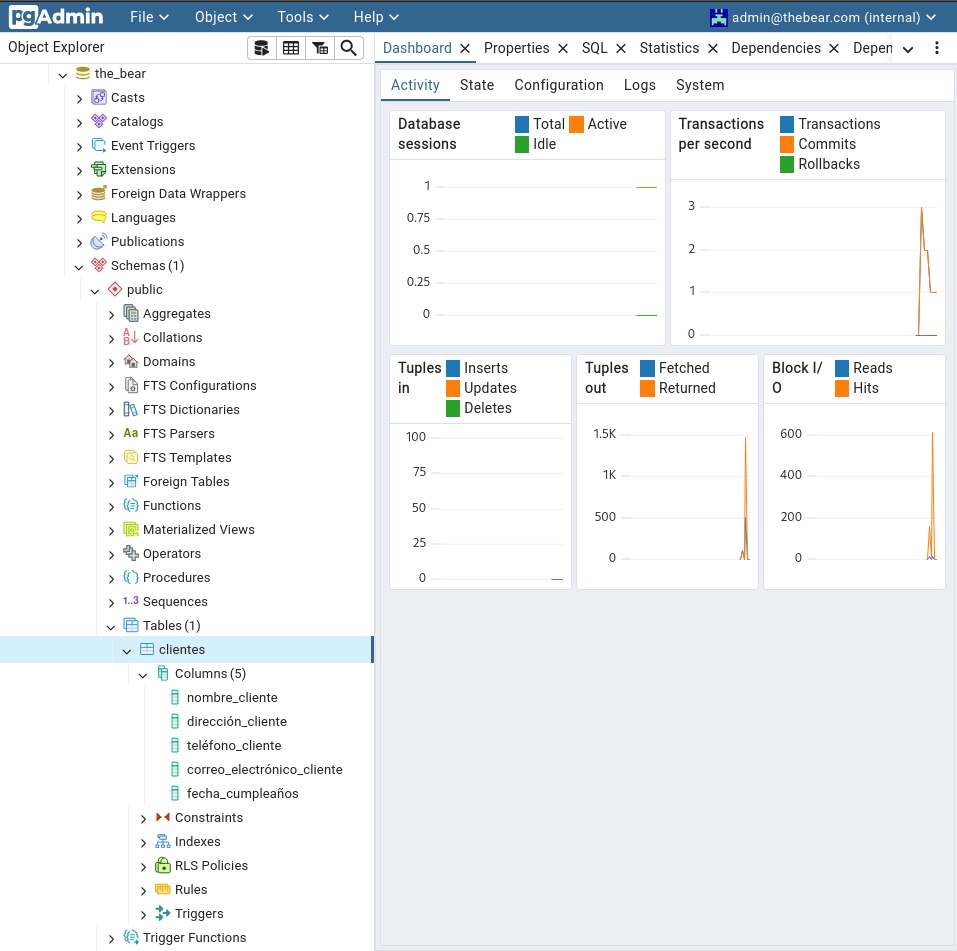 pgAdmin File Object Tools Help admin@thebear.com (internal)
Object Explorer
Dashboard Properties SQL Statistics Dependencies Depen
the_bear
Casts
Catalogs
Event Triggers
Extensions
Foreign Data Wrappers
Languages
Publications
Schemas (1)
public
Aggregates
Collations
Domains
FTS Configurations
FTS Dictionaries
Aa FTS Parsers
FTS Templates
Foreign Tables
Functions
Materialized Views
Operators
Procedures
1..3 Sequences
Tables (1)
clientes
Columns (5)
nombre_cliente
dirección_cliente
teléfono_cliente
correo_electrónico_cliente
fecha_cumpleaños
Constraints
Indexes
RLS Policies
Rules
Triggers
Trigger Functions
Activity State Configuration Logs System
Database
sessions
Total Active
Idle
1
0.75
0.5
0.25
0
Transactions
per second
Transactions
Commits
Rollbacks
3
2
1
0
Tuples
in
Inserts
Updates
Deletes
100
75
50
25
0
Tuples
out
Fetched
Returned
1.5K
1K
500
0
Block I/
O
Reads
Hits
600
400
200
0